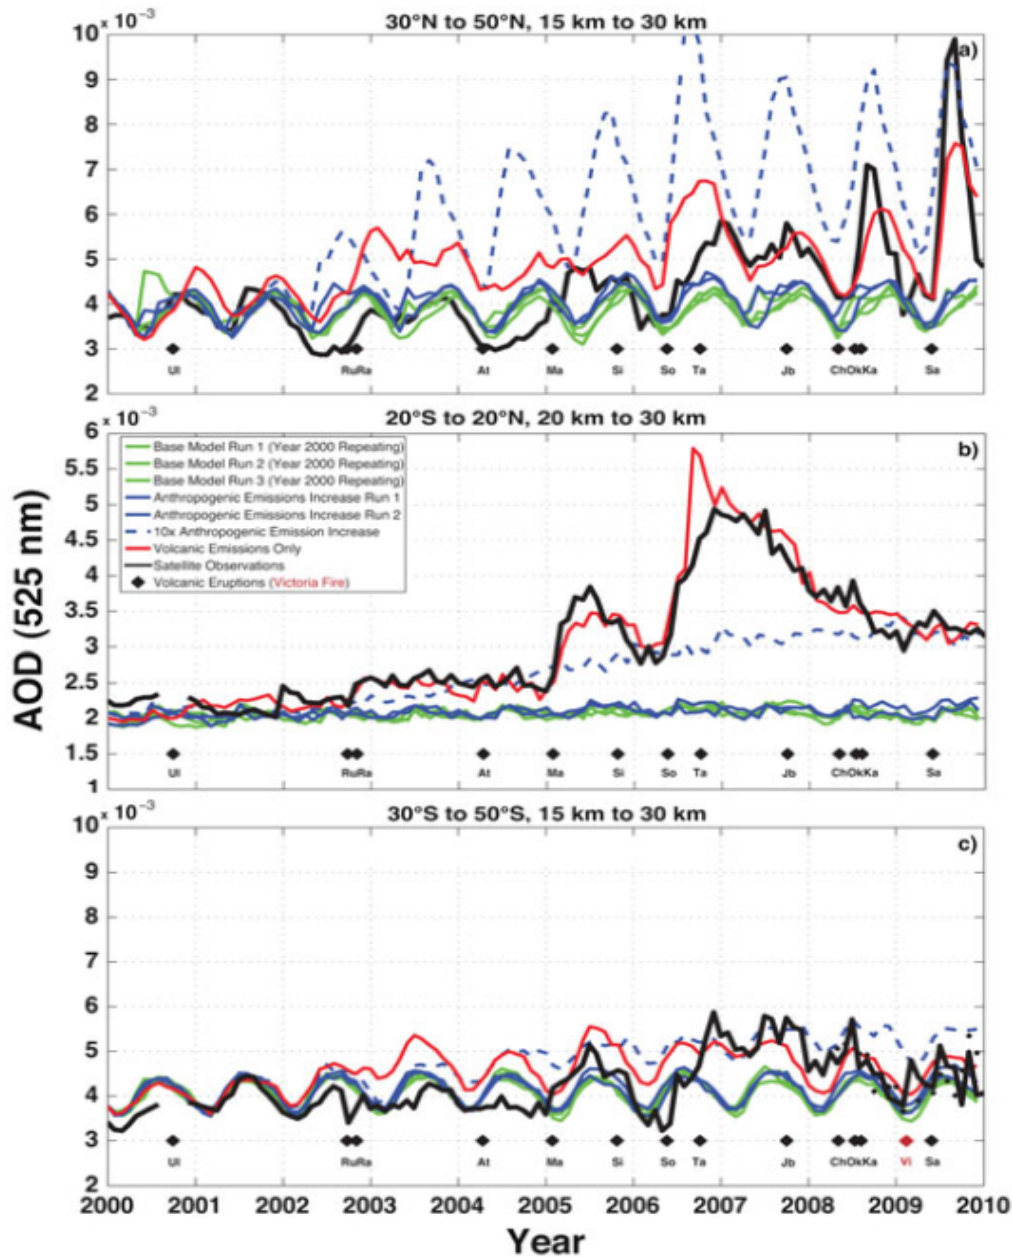 30°N to 50°N, 15 km to 30 km
10x 10⁻³
a)
9
8
7
6
5
4
3
2
Ul RuRa At Ma Si So Ta Jb ChOkKa Sa
20°S to 20°N, 20 km to 30 km
6 x 10⁻³
b)
5.5
5
4.5
4
3.5
3
2.5
2
1.5
1
Base Model Run 1 (Year 2000 Repeating)
Base Model Run 2 (Year 2000 Repeating)
Base Model Run 3 (Year 2000 Repeating)
Anthropogenic Emissions Increase Run 1
Anthropogenic Emissions Increase Run 2
10x Anthropogenic Emission Increase
Volcanic Emissions Only
Satellite Observations
Volcanic Eruptions (Victoria Fire)
Ul RuRa At Ma Si So Ta Jb ChOkKa Sa
AOD (525 nm)
30°S to 50°S, 15 km to 30 km
10x 10⁻³
c)
9
8
7
6
5
4
3
2
Ul RuRa At Ma Si So Ta Jb ChOkKa Vi Sa
2000 2001 2002 2003 2004 2005 2006 2007 2008 2009 2010
Year